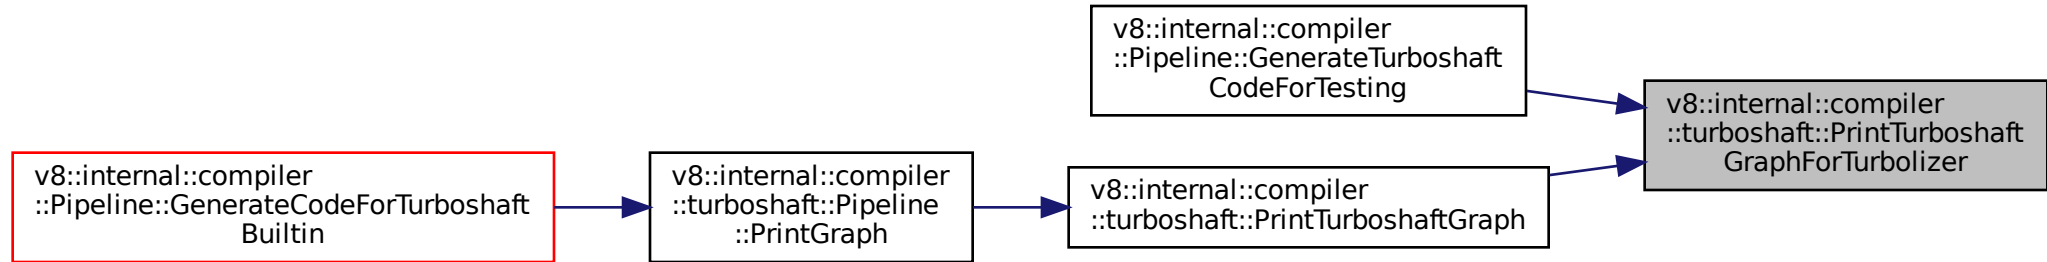 v8::internal::compiler
::Pipeline::GenerateTurboshaft
CodeForTesting
v8::internal::compiler
::turboshaft::PrintTurboshaft
GraphForTurbolizer
v8::internal::compiler
::Pipeline::GenerateCodeForTurboshaft
Builtin
v8::internal::compiler
::turboshaft::Pipeline
::PrintGraph
v8::internal::compiler
::turboshaft::PrintTurboshaftGraph